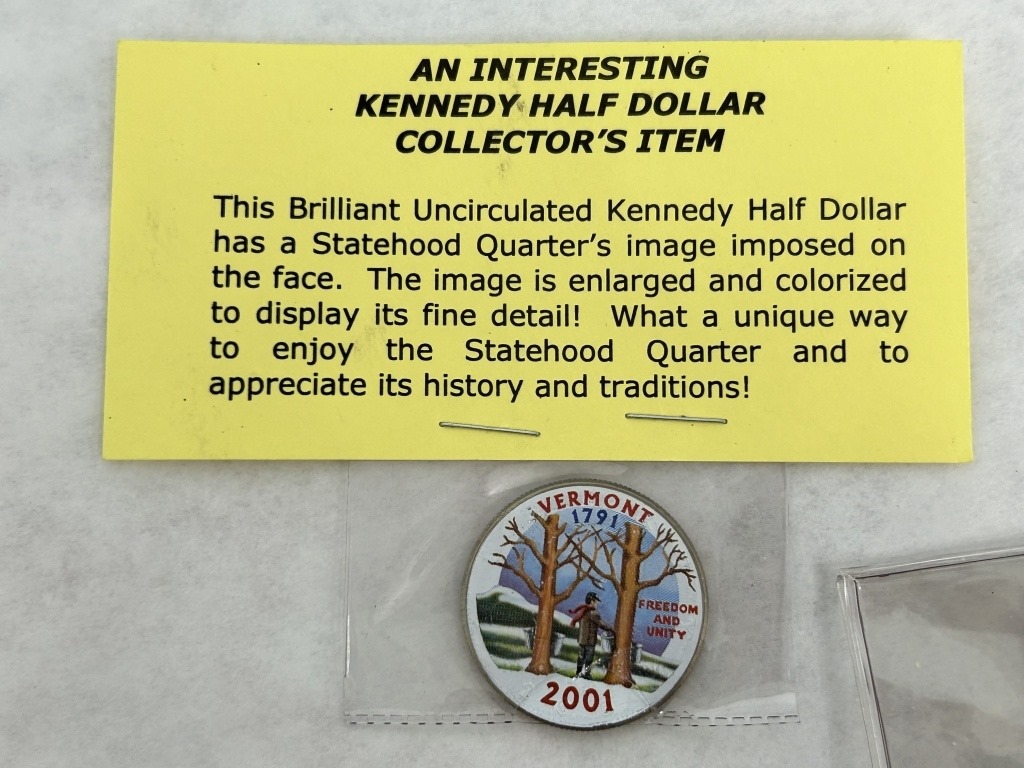 AN INTERESTING
KENNEDY HALF DOLLAR
COLLECTOR'S ITEM
This Brilliant Uncirculated Kennedy Half Dollar
has a Statehood Quarter's image imposed on
the face. The image is enlarged and colorized
to display its fine detail! What a unique way
to enjoy the Statehood Quarter and to
appreciate its history and traditions!
VERMONT
1791
FREEDOM
AND
UNITY
2001